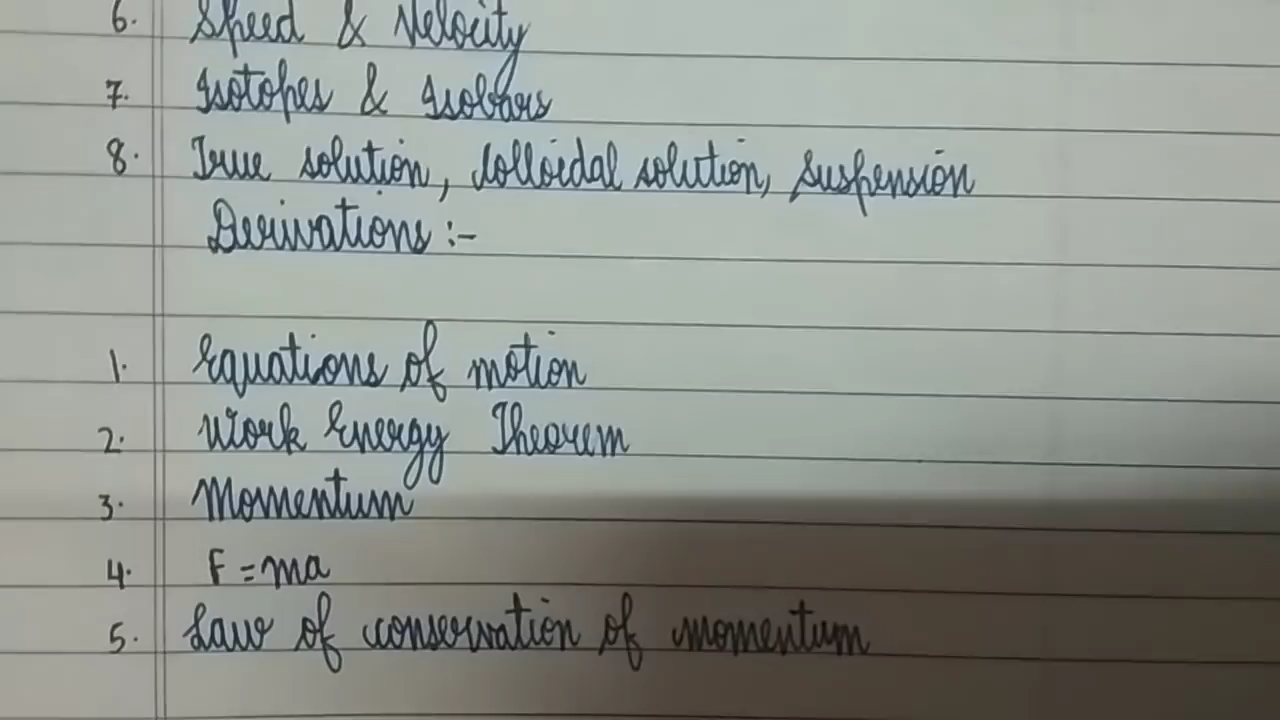 6. Speed & Velocity
7. Isotopes & Isobars
8. True solution, Colloidal solution, Suspension
Derivations :-
1. Equations of motion
2. Work Energy Theorem
3. Momentum
4. F = ma
5. Law of conservation of momentum